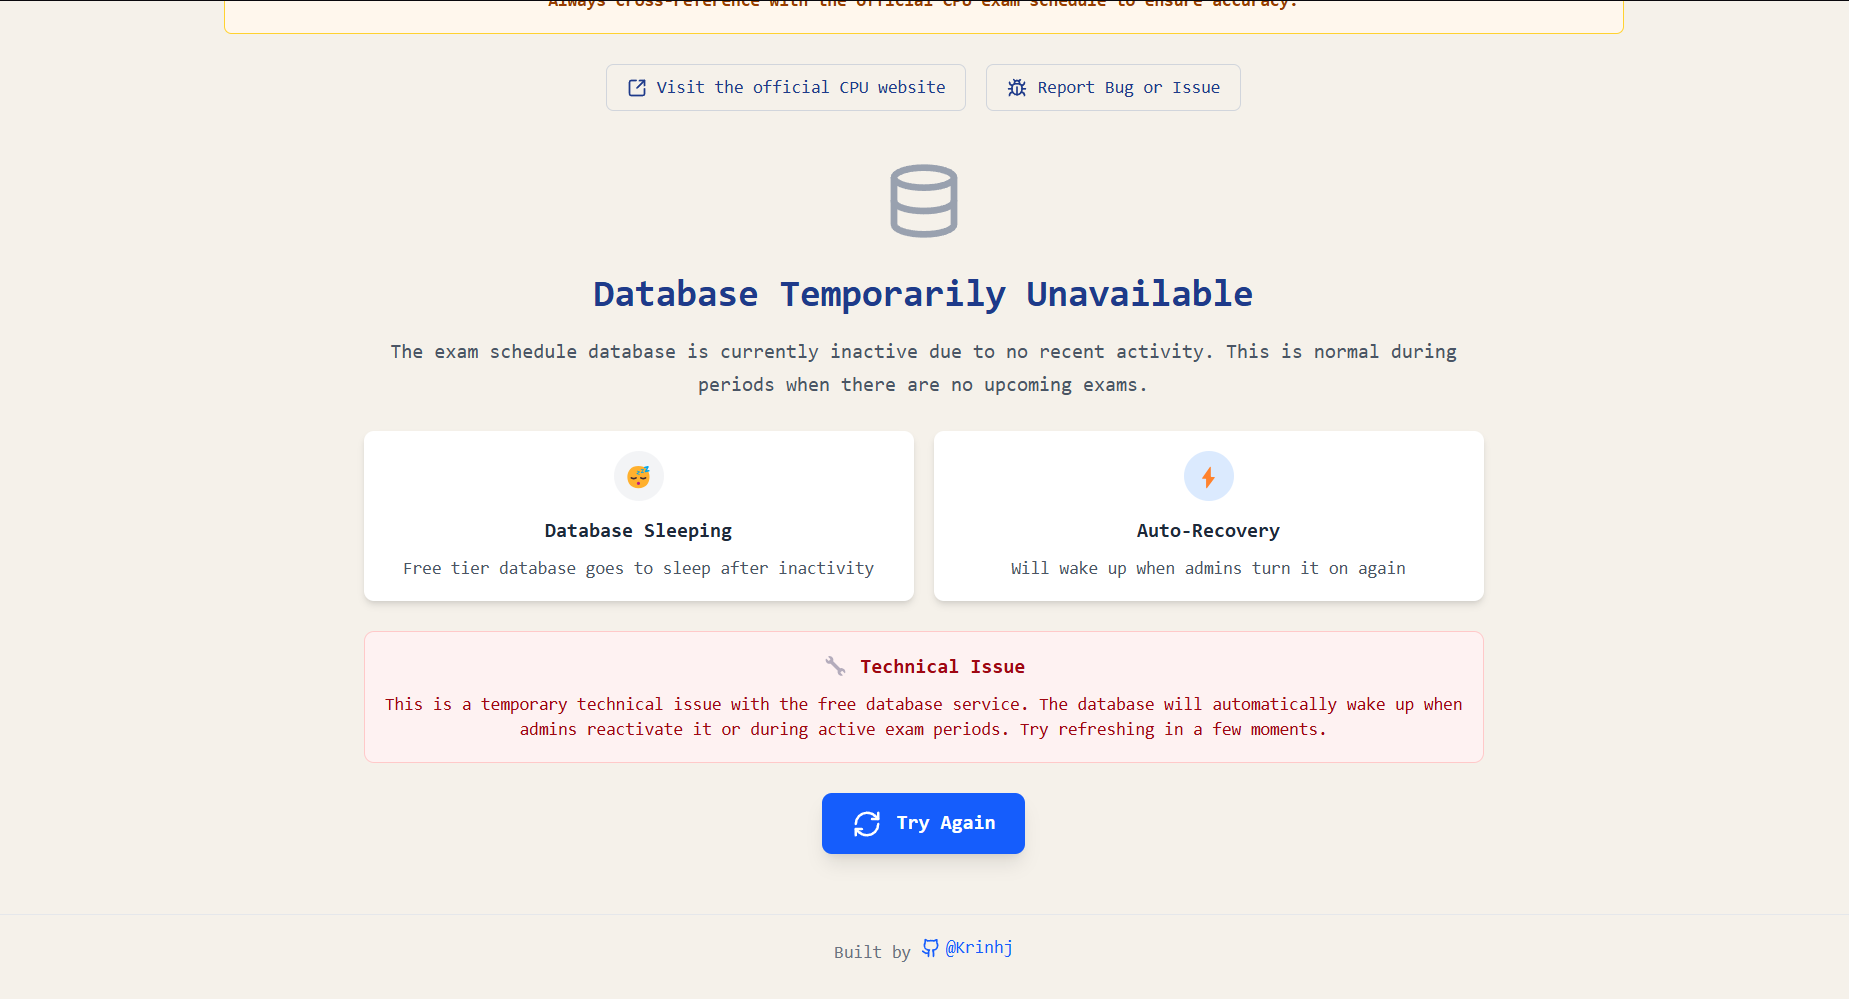 Always cross-reference with the official CPU exam schedule to ensure accuracy.
Visit the official CPU website
Report Bug or Issue
Database Temporarily Unavailable
The exam schedule database is currently inactive due to no recent activity. This is normal during
periods when there are no upcoming exams.
Database Sleeping
Free tier database goes to sleep after inactivity
Auto-Recovery
Will wake up when admins turn it on again
Technical Issue
This is a temporary technical issue with the free database service. The database will automatically wake up when
admins reactivate it or during active exam periods. Try refreshing in a few moments.
Try Again
Built by @Krinhj